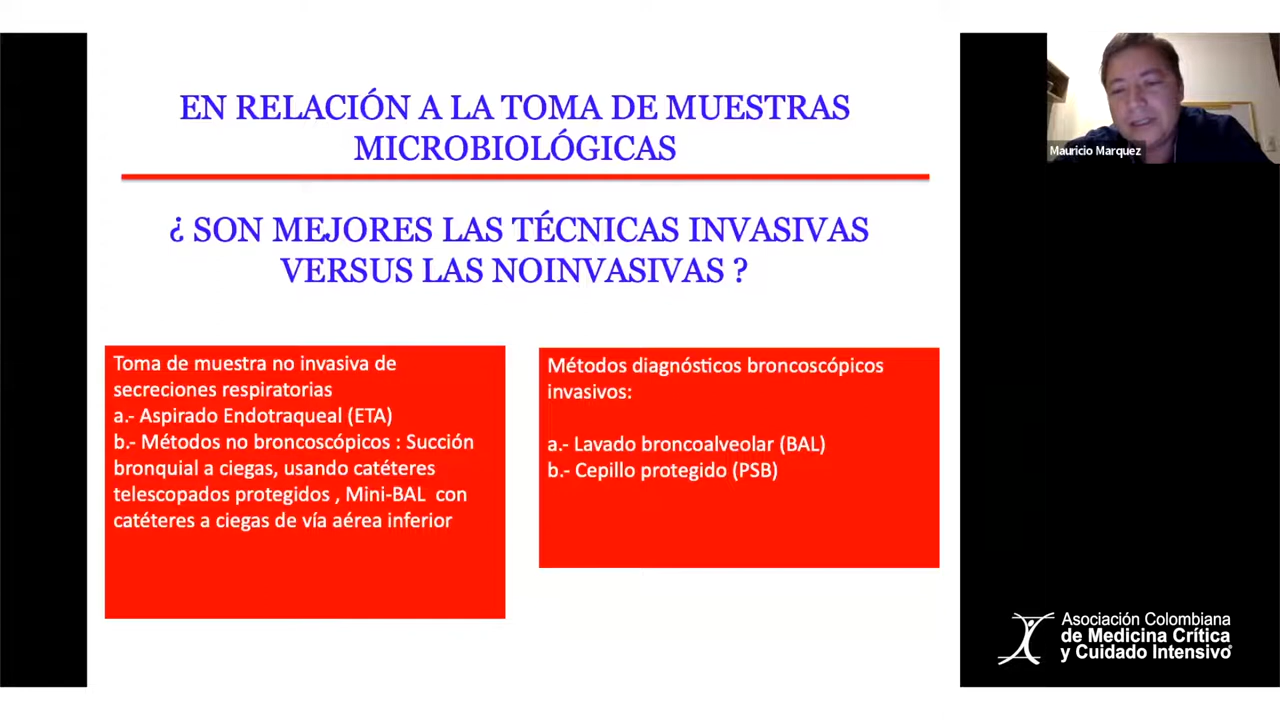 EN RELACIÓN A LA TOMA DE MUESTRAS
MICROBIOLÓGICAS
¿ SON MEJORES LAS TÉCNICAS INVASIVAS
VERSUS LAS NOINVASIVAS ?
Toma de muestra no invasiva de
secreciones respiratorias
a.- Aspirado Endotraqueal (ETA)
b.- Métodos no broncoscópicos : Succión
bronquial a ciegas, usando catéteres
telescopados protegidos , Mini-BAL con
catéteres a ciegas de vía aérea inferior
Métodos diagnósticos broncoscópicos
invasivos:
a.- Lavado broncoalveolar (BAL)
b.- Cepillo protegido (PSB)
Mauricio Marquez
Asociación Colombiana
de Medicina Crítica
y Cuidado Intensivo